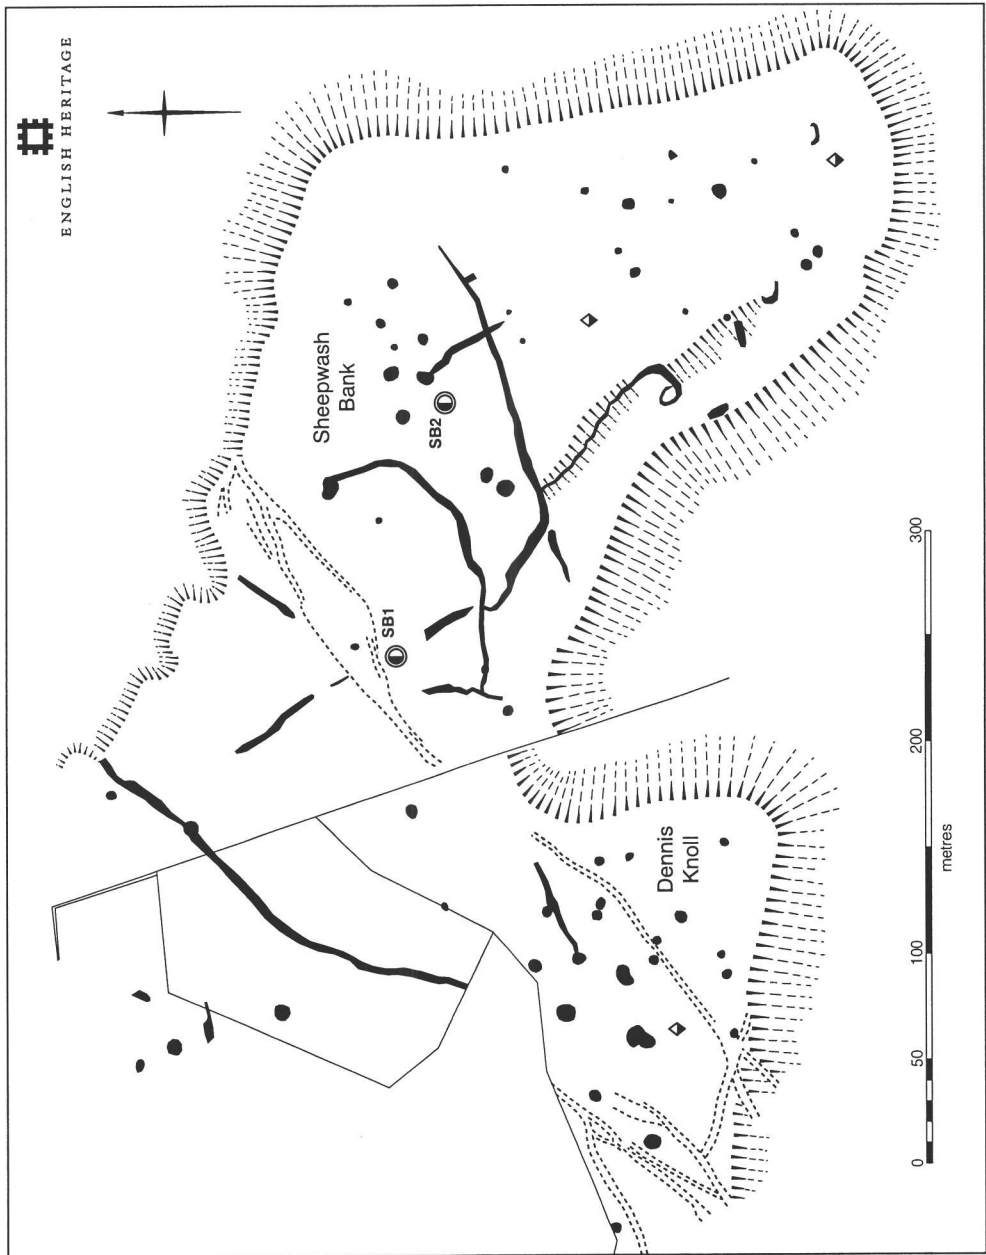 ENGLISH HERITAGE
Sheepwash
Bank
SB2
SB1
Dennis
Knoll
0
50
100
200
300
metres